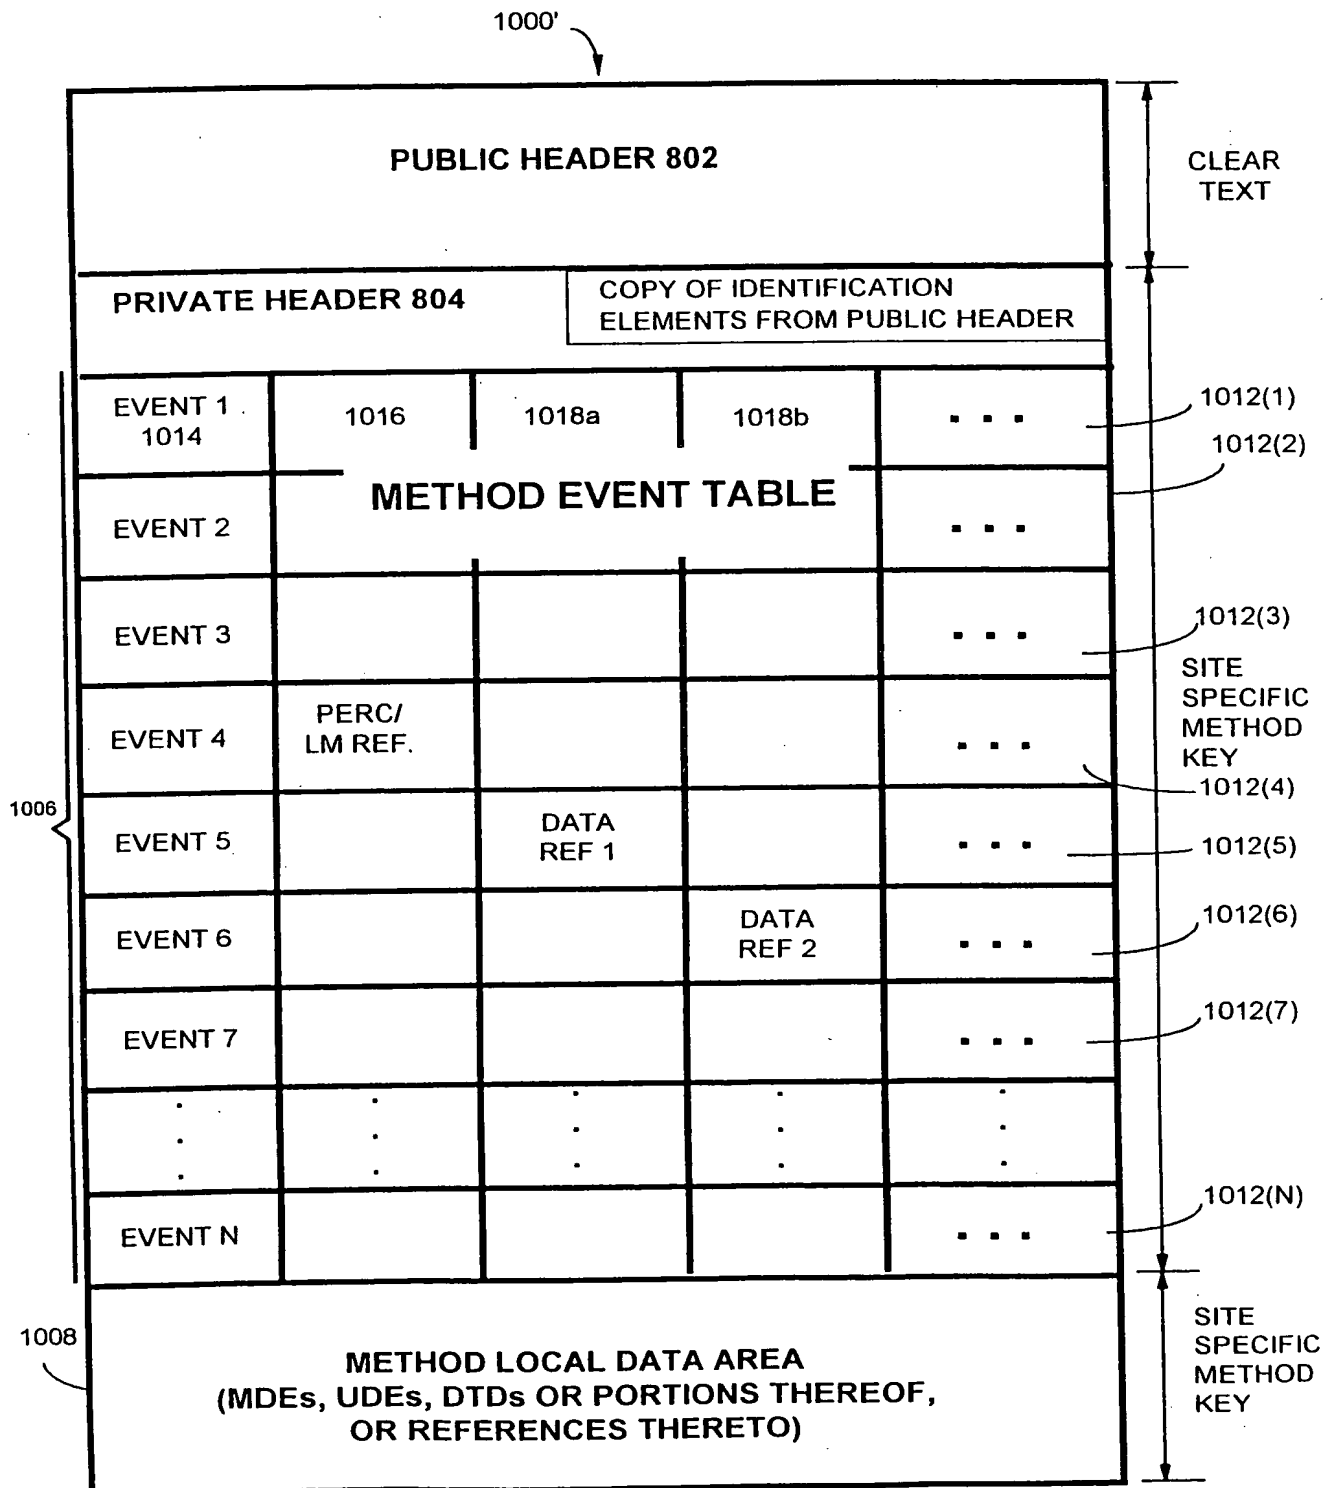 1000'
PUBLIC HEADER 802
CLEAR
TEXT
PRIVATE HEADER 804
COPY OF IDENTIFICATION
ELEMENTS FROM PUBLIC HEADER
EVENT 1
1014
1016
1018a
1018b
. . .
1012(1)
1012(2)
METHOD EVENT TABLE
EVENT 2
. . .
EVENT 3
. . .
1012(3)
SITE
SPECIFIC
METHOD
KEY
EVENT 4
PERC/
LM REF.
. . .
1012(4)
1006
EVENT 5
DATA
REF 1
. . .
1012(5)
EVENT 6
DATA
REF 2
. . .
1012(6)
EVENT 7
. . .
1012(7)
EVENT N
. . .
1012(N)
1008
METHOD LOCAL DATA AREA
(MDEs, UDEs, DTDs OR PORTIONS THEREOF,
OR REFERENCES THERETO)
SITE
SPECIFIC
METHOD
KEY